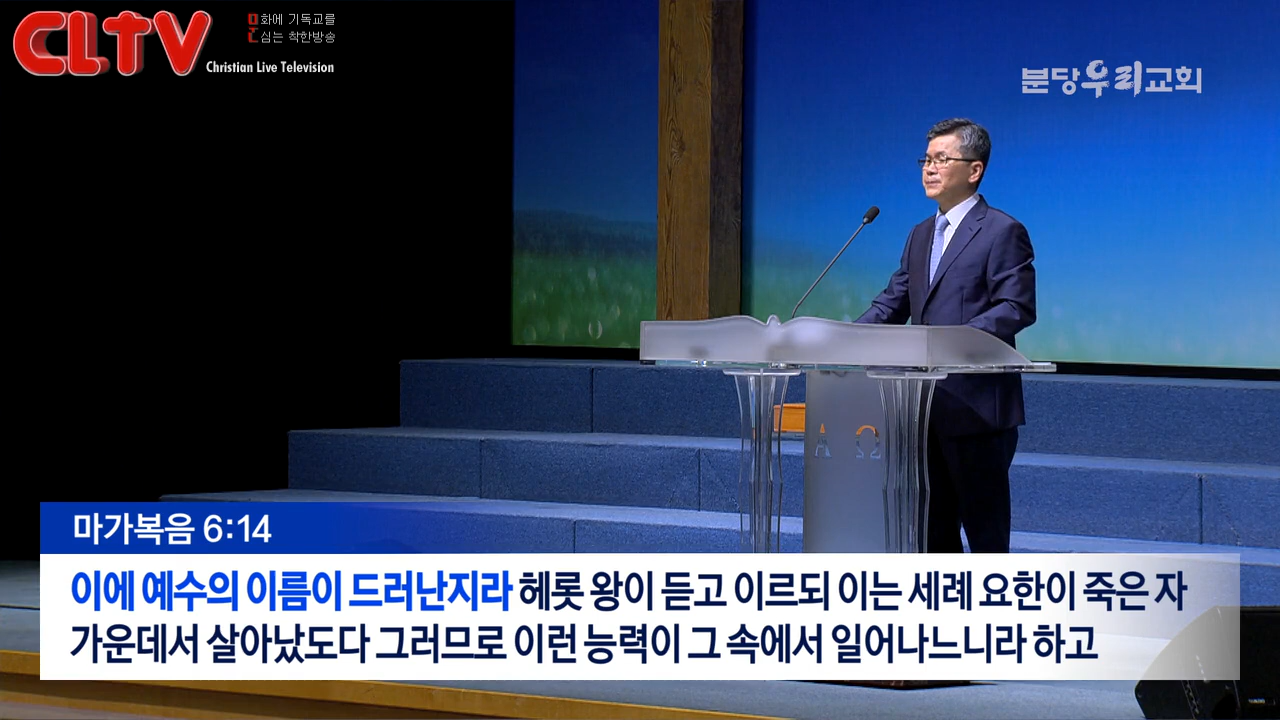 CLTV
문화에 기독교를
심는 착한방송
Christian Live Television
분당우리교회
Α Ω
마가복음 6:14
이에 예수의 이름이 드러난지라 헤롯 왕이 듣고 이르되 이는 세례 요한이 죽은 자
가운데서 살아났도다 그러므로 이런 능력이 그 속에서 일어나느니라 하고